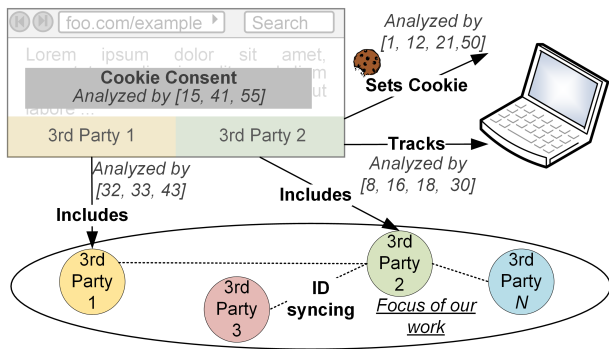 foo.com/example
Search
Lorem ipsum dolor sit amet,
Cookie Consent
Analyzed by [15, 41, 55]
ut
labore ...
3rd Party 1
3rd Party 2
Analyzed by
[1, 12, 21,50]
Sets Cookie
Tracks
Analyzed by
[8, 16, 18, 30]
Analyzed by
[32, 33, 43]
Includes
Includes
3rd
Party
1
3rd
Party
3
ID
syncing
3rd
Party
2
Focus of our
work
3rd
Party
N